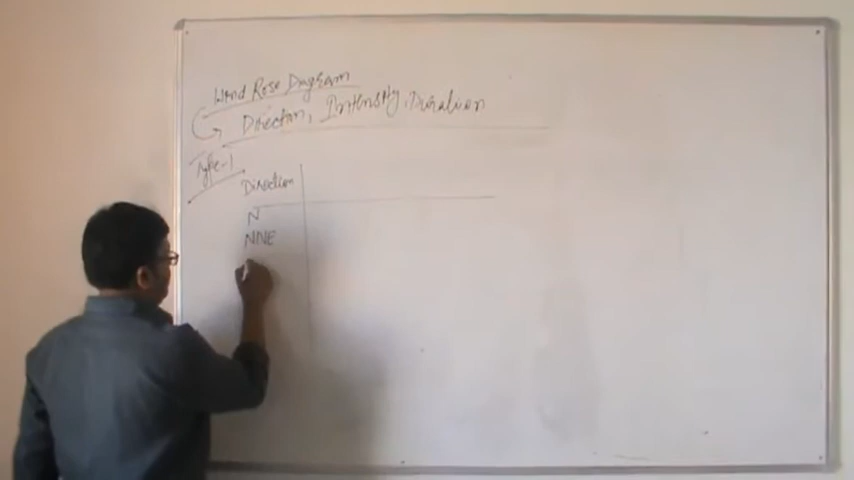 Wind Rose Diagram
Direction, Intensity, Duration
Type-1
Direction
N
NNE